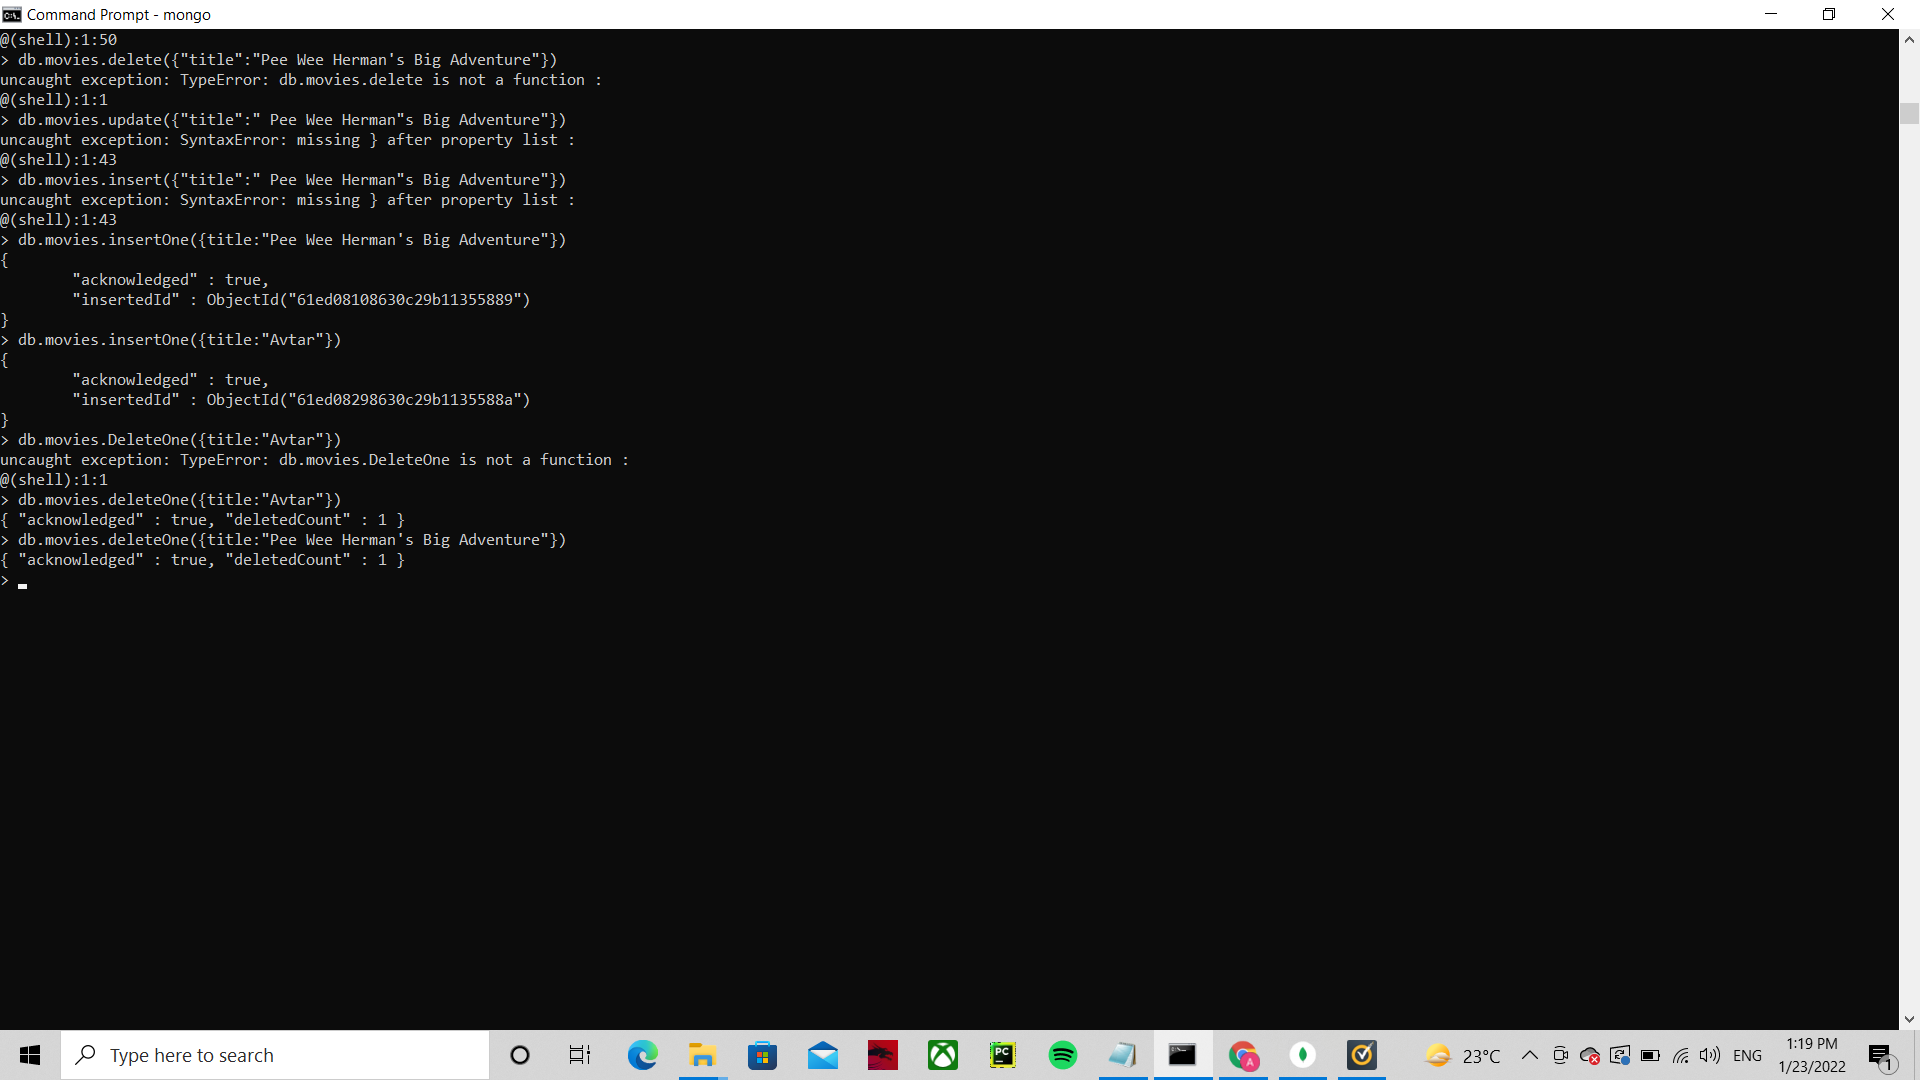 Command Prompt - mongo
@(shell):1:50
> db.movies.delete({"title":"Pee Wee Herman's Big Adventure"})
uncaught exception: TypeError: db.movies.delete is not a function :
@(shell):1:1
> db.movies.update({"title":" Pee Wee Herman"s Big Adventure"})
uncaught exception: SyntaxError: missing } after property list :
@(shell):1:43
> db.movies.insert({"title":" Pee Wee Herman"s Big Adventure"})
uncaught exception: SyntaxError: missing } after property list :
@(shell):1:43
> db.movies.insertOne({title:"Pee Wee Herman's Big Adventure"})
{
        "acknowledged" : true,
        "insertedId" : ObjectId("61ed08108630c29b11355889")
}
> db.movies.insertOne({title:"Avtar"})
{
        "acknowledged" : true,
        "insertedId" : ObjectId("61ed08298630c29b1135588a")
}
> db.movies.DeleteOne({title:"Avtar"})
uncaught exception: TypeError: db.movies.DeleteOne is not a function :
@(shell):1:1
> db.movies.deleteOne({title:"Avtar"})
{ "acknowledged" : true, "deletedCount" : 1 }
> db.movies.deleteOne({title:"Pee Wee Herman's Big Adventure"})
{ "acknowledged" : true, "deletedCount" : 1 }
>
Type here to search
PC
A
23°C
ENG
1:19 PM
1/23/2022
1